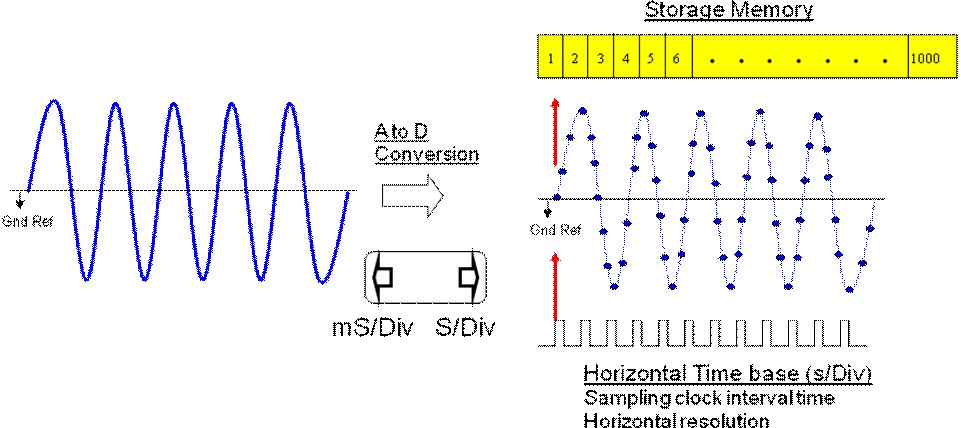 Storage Memory
1 2 3 4 5 6 . . . . . . . 1000
A to D
Conversion
Gnd Ref
Gnd Ref
mS/Div S/Div
Horizontal Time base (s/Div)
Sampling clock interval time
Horizontal resolution